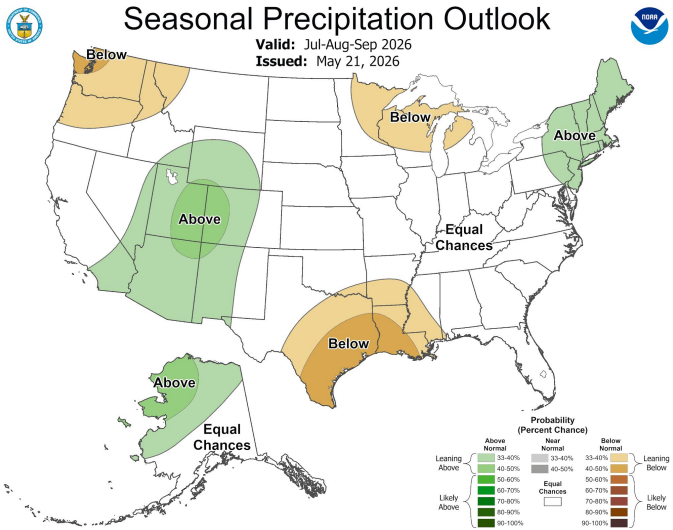 Seasonal Precipitation Outlook
Valid: Jul-Aug-Sep 2026
Issued: May 21, 2026
NOAA
Below
Below
Above
Above
Equal
Chances
Below
Above
Equal
Chances
Probability
(Percent Chance)
Above
Normal
Near
Normal
Below
Normal
Leaning
Above
33-40%
40-50%
Likely
Above
50-60%
60-70%
70-80%
80-90%
90-100%
33-40%
40-50%
Equal
Chances
33-40%
40-50%
Leaning
Below
50-60%
60-70%
70-80%
80-90%
90-100%
Likely
Below